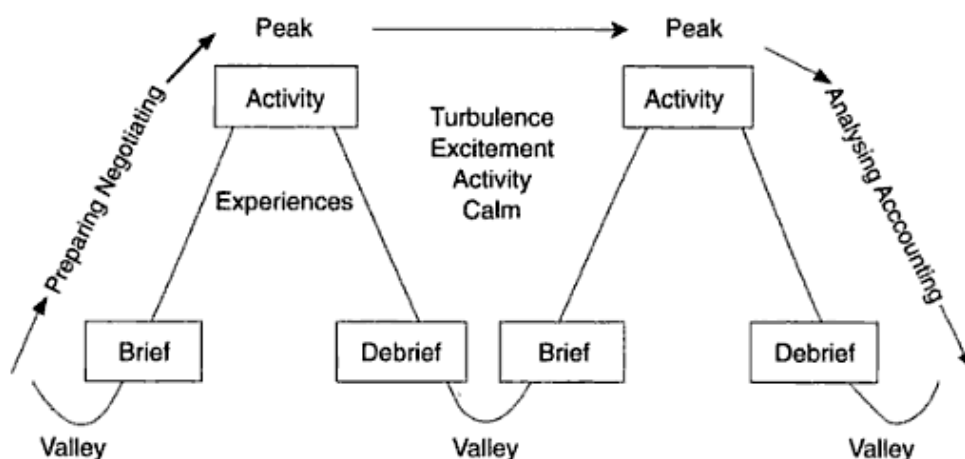 Peak
Peak
Activity
Activity
Preparing Negotiating
Turbulence
Excitement
Activity
Calm
Experiences
Analysing Acccounting
Brief
Debrief
Brief
Debrief
Valley
Valley
Valley